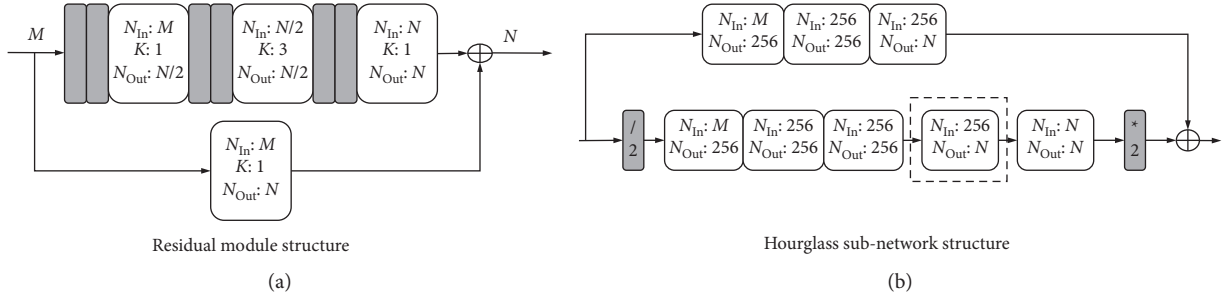 M
N_In: M
K: 1
N_Out: N/2
N_In: N/2
K: 3
N_Out: N/2
N_In: N
K: 1
N_Out: N
N
N_In: M
K: 1
N_Out: N
Residual module structure
(a)
N_In: M
N_Out: 256
N_In: 256
N_Out: 256
N_In: 256
N_Out: N
/
2
N_In: M
N_Out: 256
N_In: 256
N_Out: 256
N_In: 256
N_Out: 256
N_In: 256
N_Out: N
N_In: N
N_Out: N
*
2
Hourglass sub-network structure
(b)